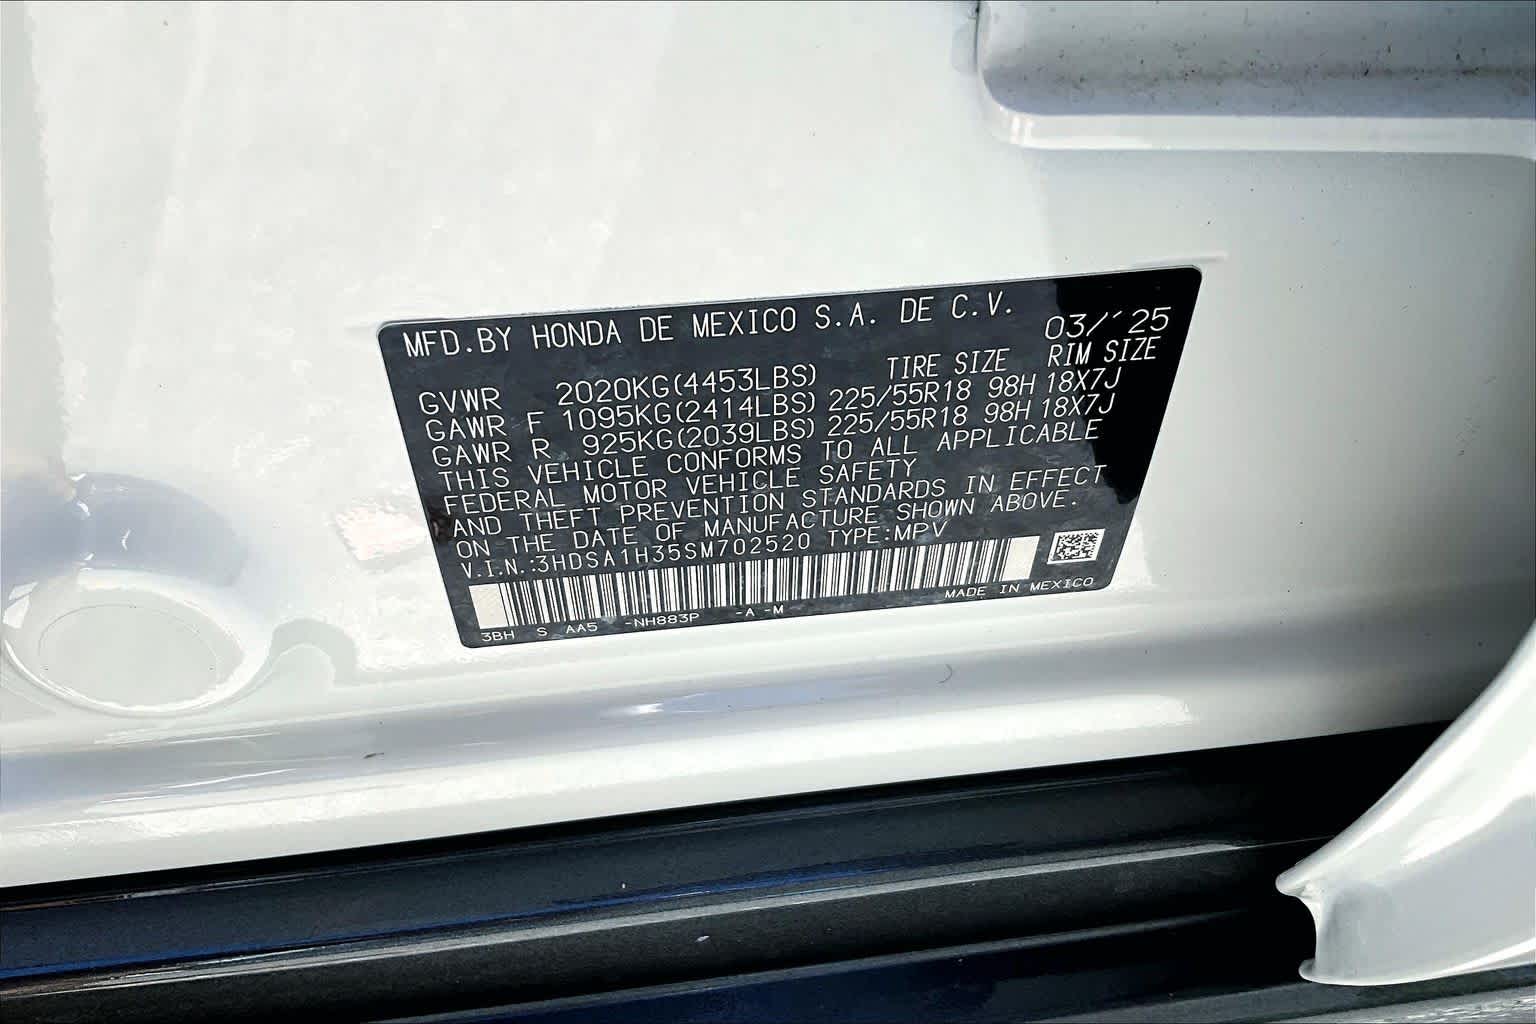 MFD.BY HONDA DE MEXICO S.A. DE C.V. 03/´25
TIRE SIZE RIM SIZE
GVWR 2020KG(4453LBS)
GAWR F 1095KG(2414LBS) 225/55R18 98H 18X7J
GAWR R 925KG(2039LBS) 225/55R18 98H 18X7J
THIS VEHICLE CONFORMS TO ALL APPLICABLE
FEDERAL MOTOR VEHICLE SAFETY
AND THEFT PREVENTION STANDARDS IN EFFECT
ON THE DATE OF MANUFACTURE SHOWN ABOVE.
V.I.N.:3HDSA1H35SM702520 TYPE:MPV
3BH S AA5 -NH883P -A -M MADE IN MEXICO